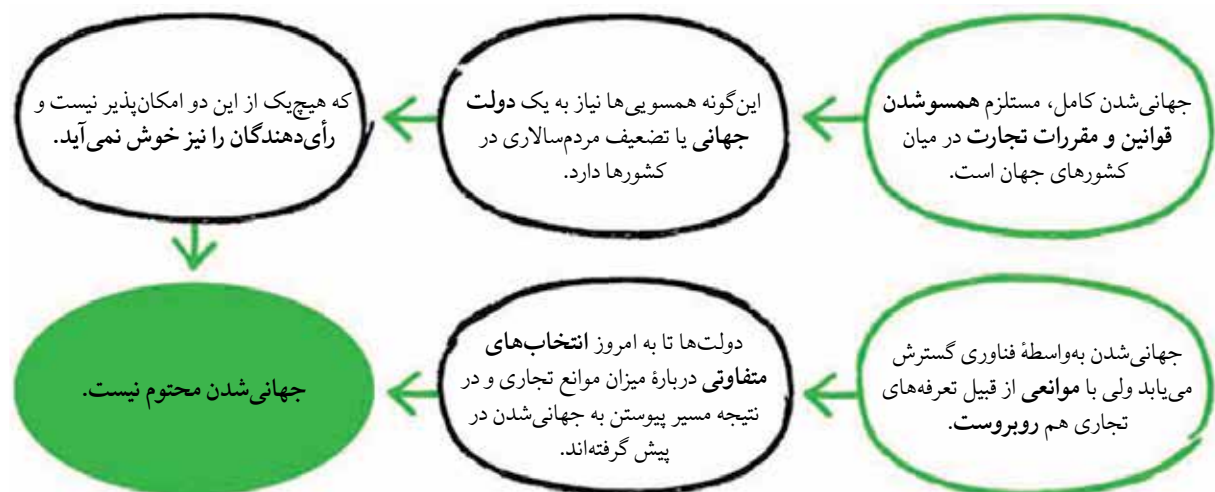 جهانی‌شدن کامل، مستلزم همسوشدن
قوانین و مقررات تجارت در میان
کشورهای جهان است.
این‌گونه همسویی‌ها نیاز به یک دولت
جهانی یا تضعیف مردم‌سالاری در
کشورها دارد.
که هیچ‌یک از این دو امکان‌پذیر نیست و
رأی‌دهندگان را نیز خوش نمی‌آید.
جهانی‌شدن به‌واسطهٔ فناوری گسترش
می‌یابد ولی با موانعی از قبیل تعرفه‌های
تجاری هم روبروست.
دولت‌ها تا به امروز انتخاب‌های
متفاوتی دربارهٔ میزان موانع تجاری و در
نتیجه مسیر پیوستن به جهانی‌شدن در
پیش گرفته‌اند.
جهانی‌شدن محتوم نیست.